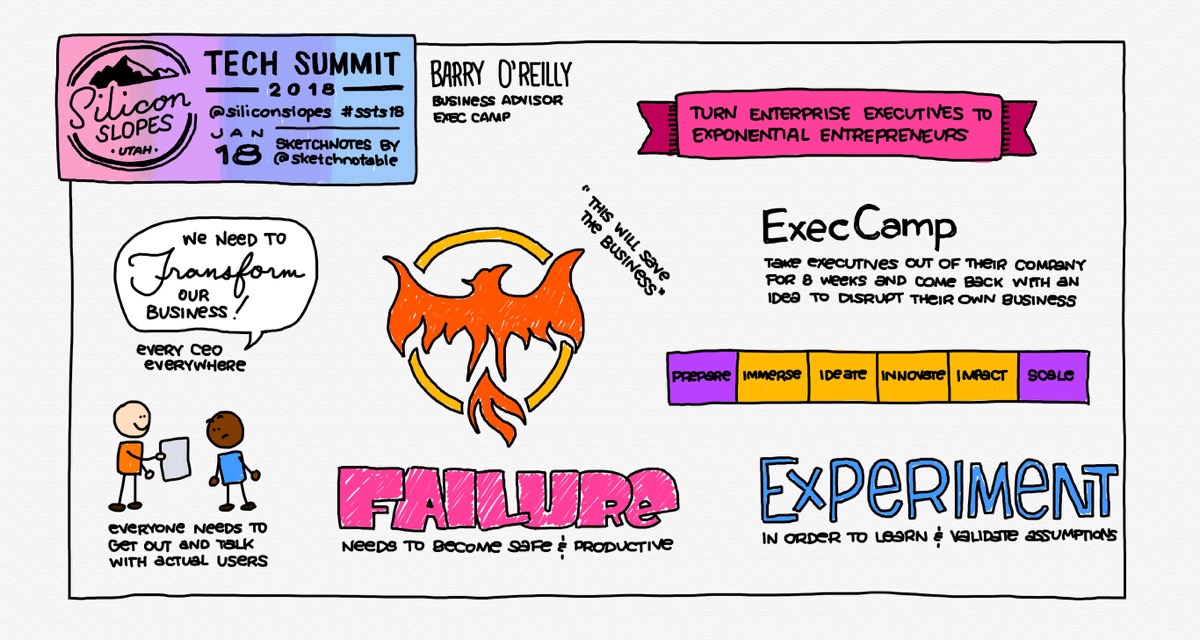 Silicon
SLOPES
• UTAH •
TECH SUMMIT
2018
@siliconslopes #ssts18
JAN
18
SKETCHNOTES BY
@sketchnotable
BARRY O'REILLY
BUSINESS ADVISOR
EXEC CAMP
TURN ENTERPRISE EXECUTIVES TO
EXPONENTIAL ENTREPRENEURS
WE NEED TO
Transform
OUR
BUSINESS!
EVERY CEO
EVERYWHERE
"THIS WILL SAVE
THE BUSINESS"
ExecCamp
TAKE EXECUTIVES OUT OF THEIR COMPANY
FOR 8 WEEKS AND COME BACK WITH AN
IDEA TO DISRUPT THEIR OWN BUSINESS
PREPARE IMMERSE IDEATE INNOVATE IMPACT SCALE
EVERYONE NEEDS TO
GET OUT AND TALK
WITH ACTUAL USERS
FAILURE
NEEDS TO BECOME SAFE & PRODUCTIVE
EXPERIMENT
IN ORDER TO LEARN & VALIDATE ASSUMPTIONS